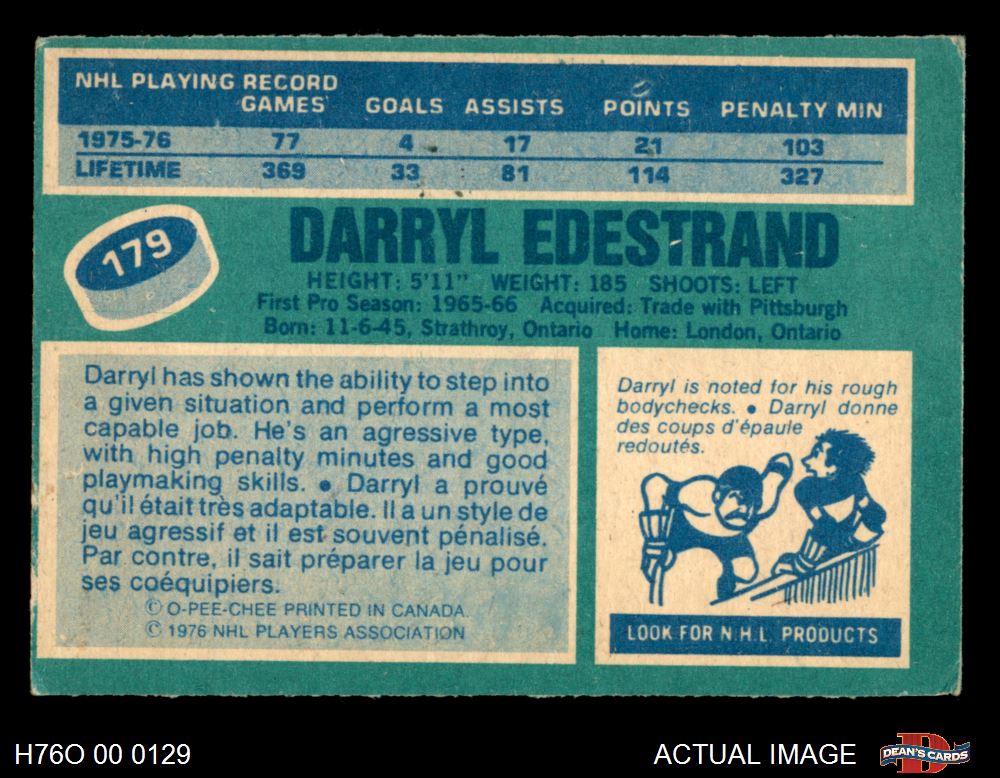 NHL PLAYING RECORD
GAMES GOALS ASSISTS POINTS PENALTY MIN
1975-76 77 4 17 21 103
LIFETIME 369 33 81 114 327
179
DARRYL EDESTRAND
HEIGHT: 5'11" WEIGHT: 185 SHOOTS: LEFT
First Pro Season: 1965-66 Acquired: Trade with Pittsburgh
Born: 11-6-45, Strathroy, Ontario Home: London, Ontario
Darryl has shown the ability to step into
a given situation and perform a most
capable job. He's an agressive type,
with high penalty minutes and good
playmaking skills. ● Darryl a prouvé
qu'il était très adaptable. Il a un style de
jeu agressif et il est souvent pénalisé.
Par contre, il sait préparer la jeu pour
ses coéquipiers.
© O-PEE-CHEE PRINTED IN CANADA.
© 1976 NHL PLAYERS ASSOCIATION
Darryl is noted for his rough
bodychecks. ● Darryl donne
des coups d'épaule
redoutés.
LOOK FOR N.H.L. PRODUCTS
H76O 00 0129
ACTUAL IMAGE
D
DEAN'S CARDS